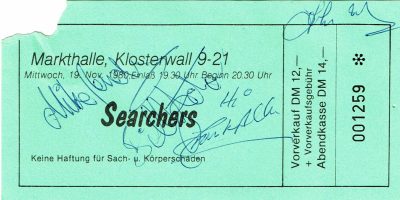 Markthalle, Klosterwall 9-21
Mittwoch, 19. Nov. 1980 Einlaß 19.30 Uhr Beginn 20.30 Uhr
Searchers
Keine Haftung für Sach- u. Körperschäden
Vorverkauf DM 12,—
+ Vorverkaufsgebühr
Abendkasse DM 14,—
001259 *